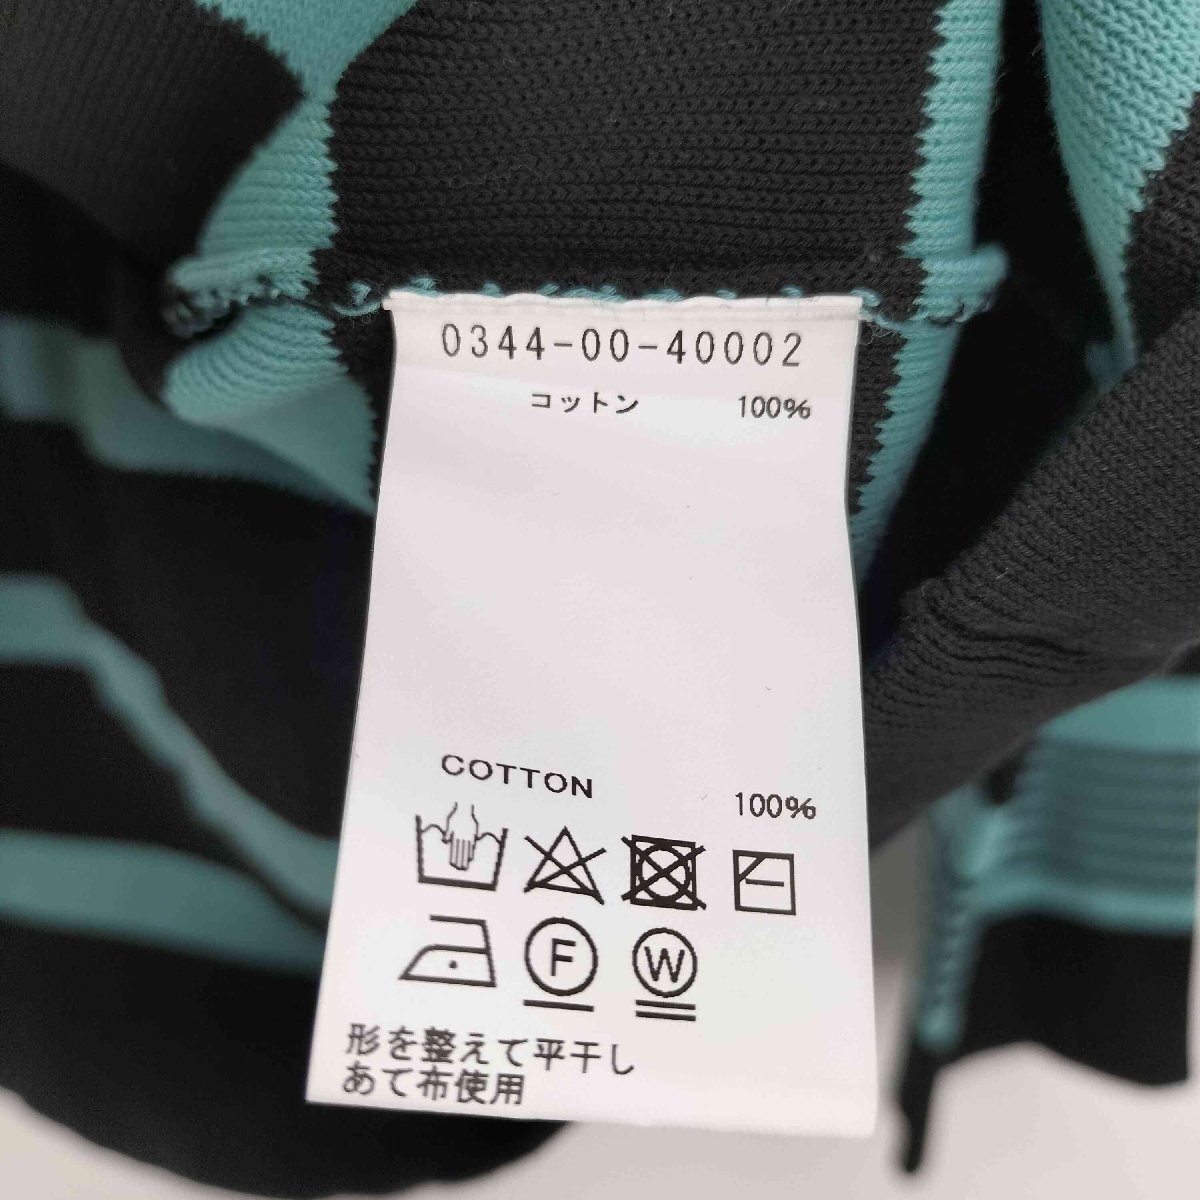 0344-00-40002
コットン 100%
COTTON 100%
F W
形を整えて平干し
あて布使用